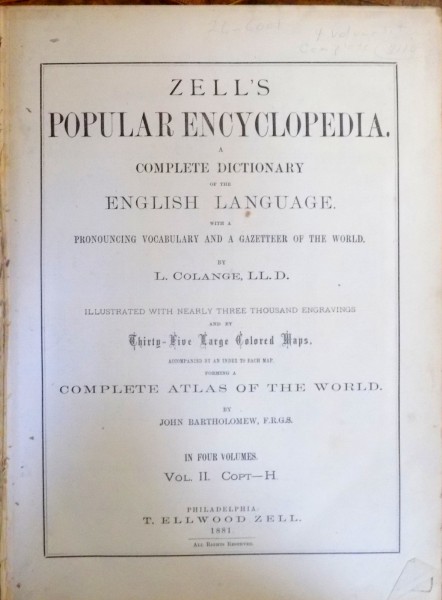 ZELL'S
POPULAR ENCYCLOPEDIA.
A
COMPLETE DICTIONARY
OF THE
ENGLISH LANGUAGE.
WITH A
PRONOUNCING VOCABULARY AND A GAZETTEER OF THE WORLD.
BY
L. COLANGE, LL.D.
ILLUSTRATED WITH NEARLY THREE THOUSAND ENGRAVINGS
AND BY
Thirty-Five Large Colored Maps,
ACCOMPANIED BY AN INDEX TO EACH MAP,
FORMING A
COMPLETE ATLAS OF THE WORLD.
BY
JOHN BARTHOLOMEW, F.R.G.S.
IN FOUR VOLUMES.
VOL. II. COPT—H
PHILADELPHIA:
T. ELLWOOD ZELL.
1881.
ALL RIGHTS RESERVED.